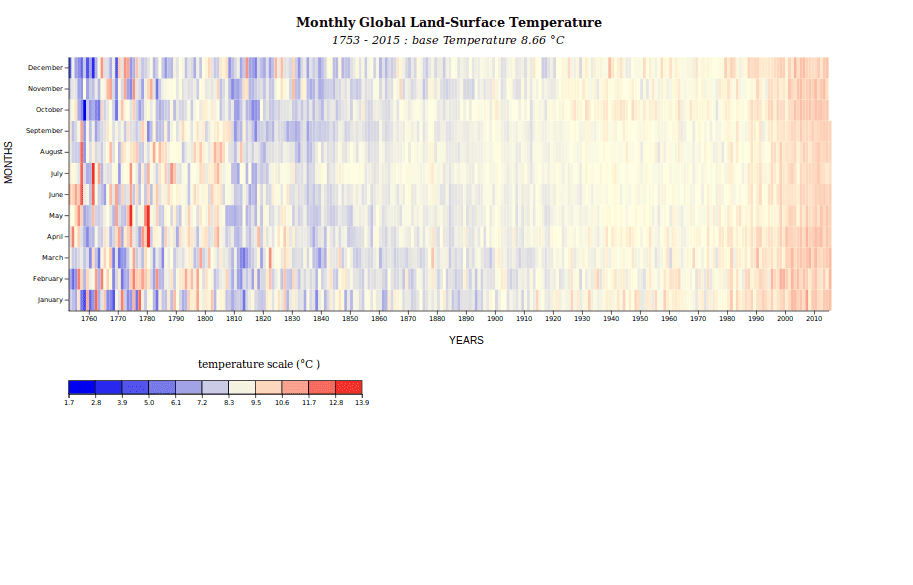 Monthly Global Land-Surface Temperature
1753 - 2015 : base Temperature 8.66 °C
MONTHS
December
November
October
September
August
July
June
May
April
March
February
January
1760 1770 1780 1790 1800 1810 1820 1830 1840 1850 1860 1870 1880 1890 1900 1910 1920 1930 1940 1950 1960 1970 1980 1990 2000 2010
YEARS
temperature scale (°C )
1.7 2.8 3.9 5.0 6.1 7.2 8.3 9.5 10.6 11.7 12.8 13.9